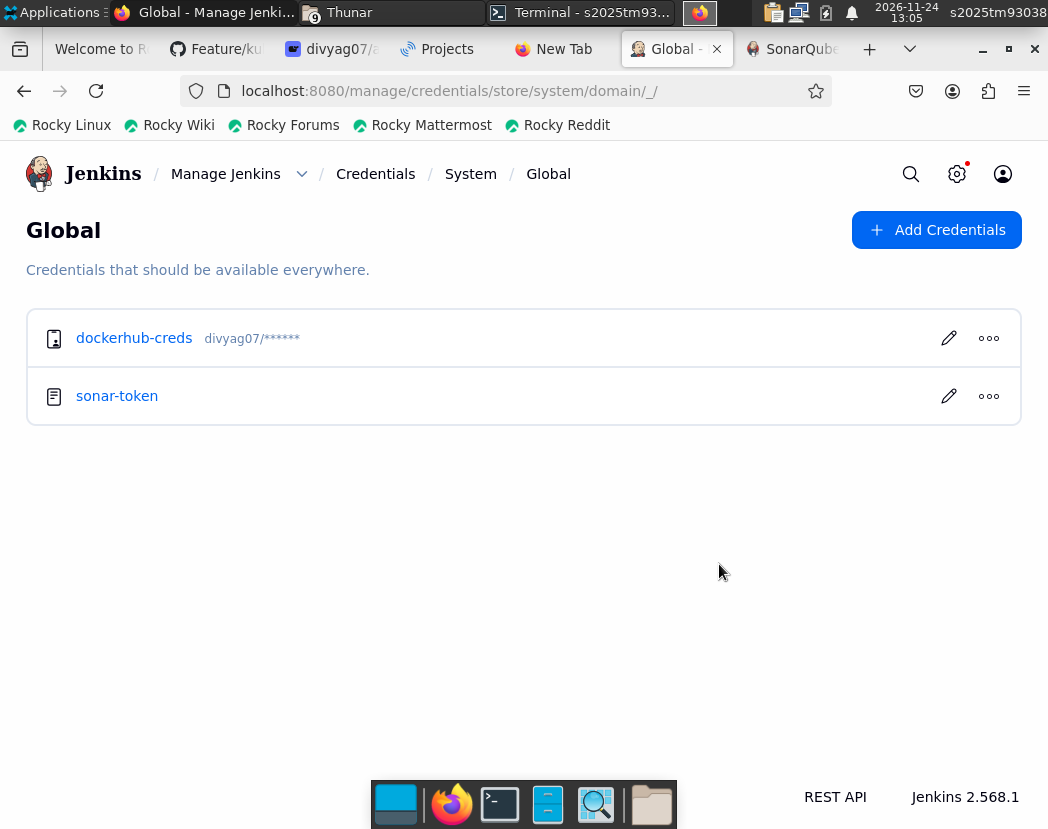 Applications Global - Manage Jenki... 9 Thunar Terminal - s2025tm93... 2026-11-24 13:05 s2025tm93038
Welcome to R Feature/ku divyag07/a Projects New Tab Global - SonarQube
localhost:8080/manage/credentials/store/system/domain/_/
Rocky Linux Rocky Wiki Rocky Forums Rocky Mattermost Rocky Reddit
Jenkins / Manage Jenkins / Credentials / System / Global
Global
+ Add Credentials
Credentials that should be available everywhere.
dockerhub-creds divyag07/******
sonar-token
REST API Jenkins 2.568.1